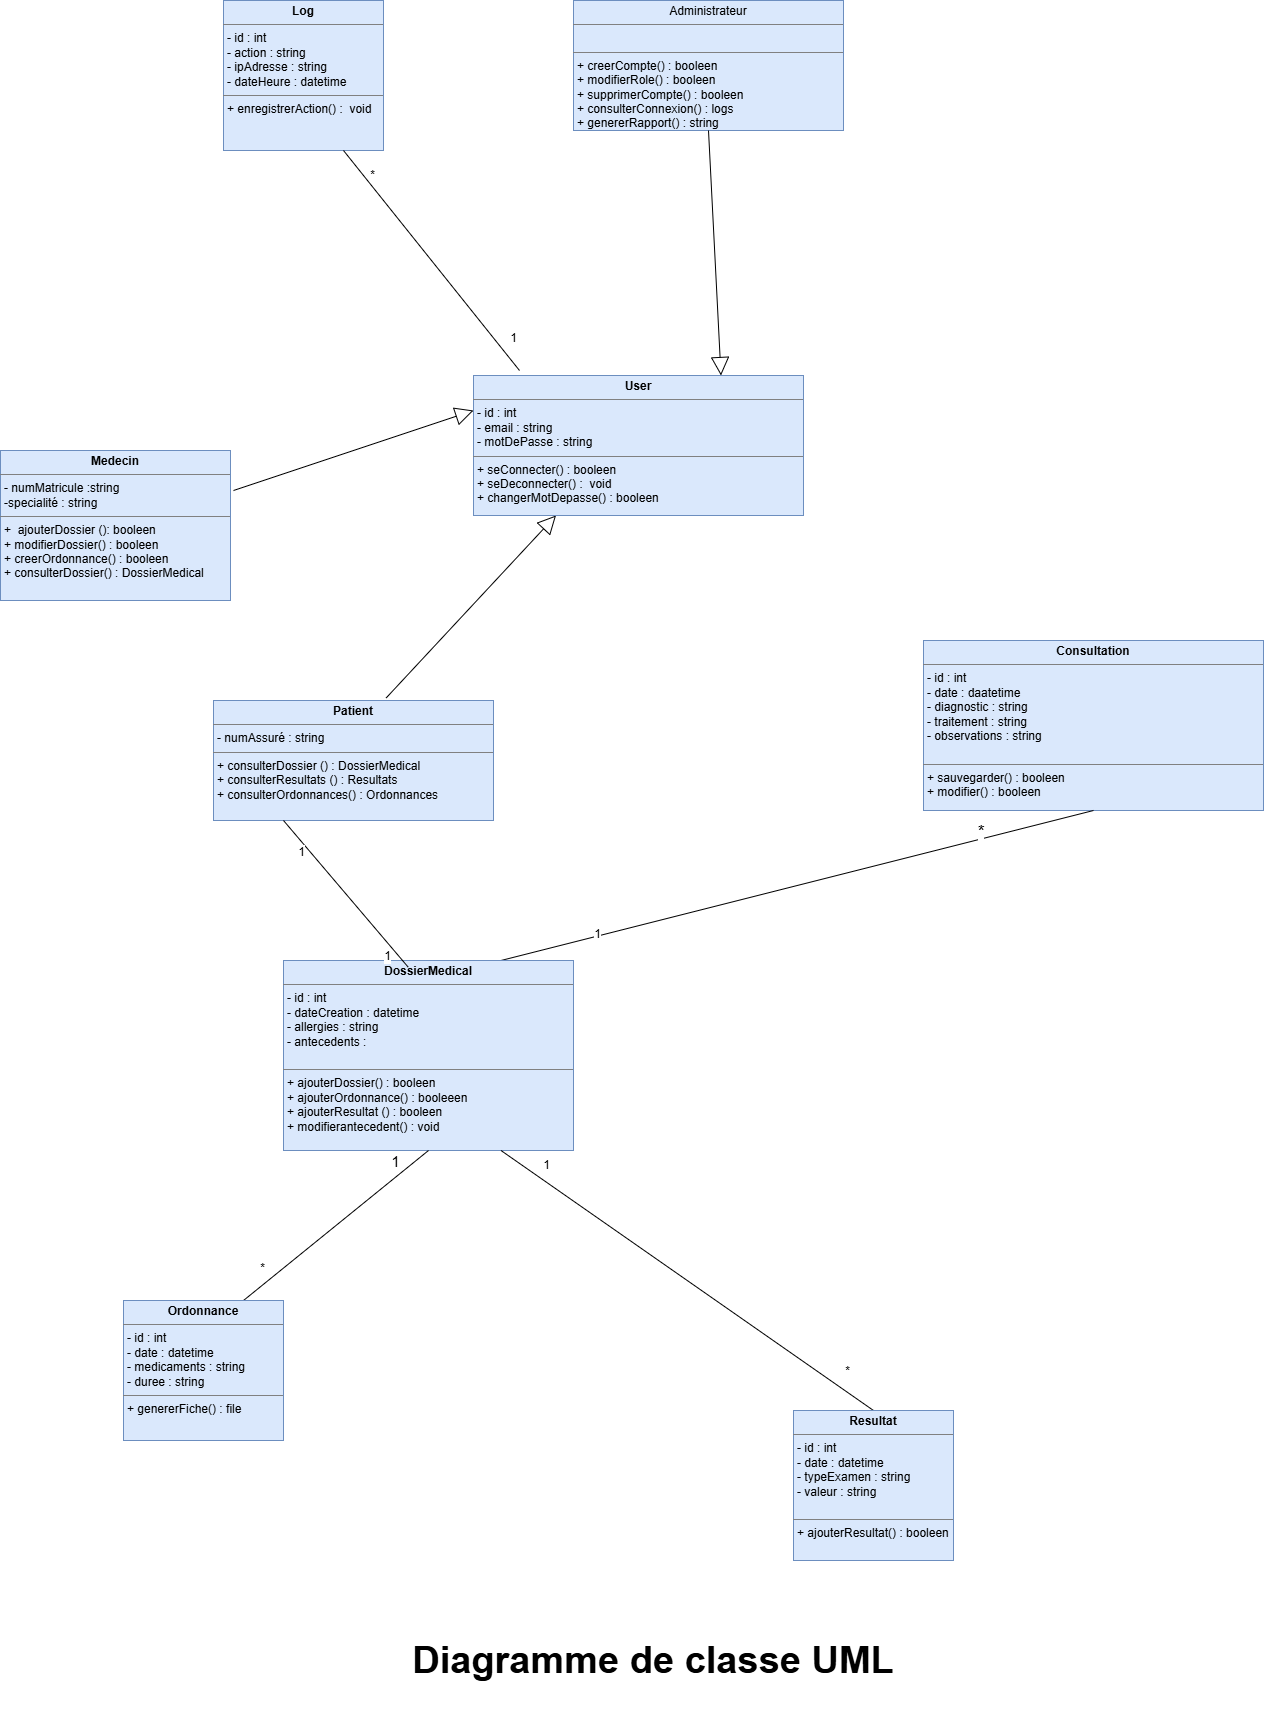 Log
- id : int
- action : string
- ipAdresse : string
- dateHeure : datetime
+ enregistrerAction() :  void
Administrateur
+ creerCompte() : booleen
+ modifierRole() : booleen
+ supprimerCompte() : booleen
+ consulterConnexion() : logs
+ genererRapport() : string
*
1
User
- id : int
- email : string
- motDePasse : string
+ seConnecter() : booleen
+ seDeconnecter() :  void
+ changerMotDepasse() : booleen
Medecin
- numMatricule :string
-specialité : string
+  ajouterDossier (): booleen
+ modifierDossier() : booleen
+ creerOrdonnance() : booleen
+ consulterDossier() : DossierMedical
Patient
- numAssuré : string
+ consulterDossier () : DossierMedical
+ consulterResultats () : Resultats
+ consulterOrdonnances() : Ordonnances
Consultation
- id : int
- date : daatetime
- diagnostic : string
- traitement : string
- observations : string
+ sauvegarder() : booleen
+ modifier() : booleen
*
1
1
1
DossierMedical
- id : int
- dateCreation : datetime
- allergies : string
- antecedents :
+ ajouterDossier() : booleen
+ ajouterOrdonnance() : booleeen
+ ajouterResultat () : booleen
+ modifierantecedent() : void
1
1
*
*
Ordonnance
- id : int
- date : datetime
- medicaments : string
- duree : string
+ genererFiche() : file
Resultat
- id : int
- date : datetime
- typeExamen : string
- valeur : string
+ ajouterResultat() : booleen
Diagramme de classe UML